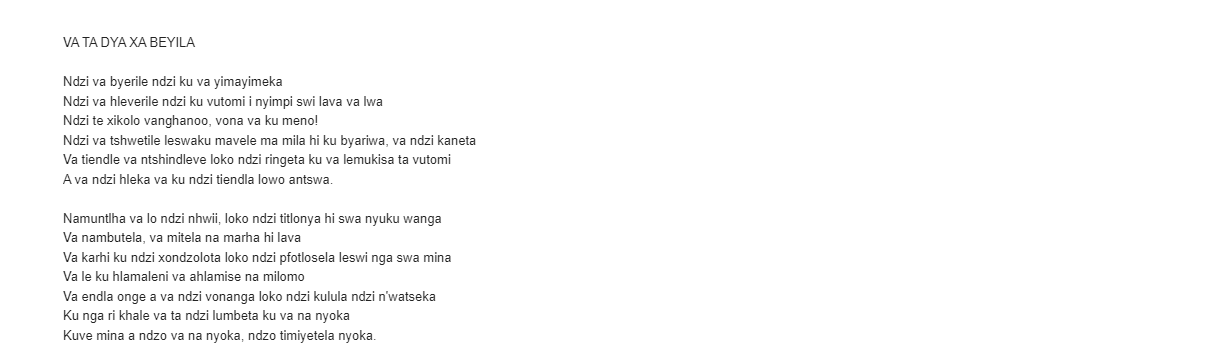 VA TA DYA XA BEYILA
Ndzi va byerile ndzi ku va yimayimeka
Ndzi va hleverile ndzi ku vutomi i nyimpi swi lava va lwa
Ndzi te xikolo vanghanoo, vona va ku meno!
Ndzi va tshwetile leswaku mavele ma mila hi ku byariwa, va ndzi kaneta
Va tiendle va ntshindleve loko ndzi ringeta ku va lemukisa ta vutomi
A va ndzi hleka va ku ndzi tiendla lowo antswa.
Namuntlha va lo ndzi nhwii, loko ndzi titlonya hi swa nyuku wanga
Va nambutela, va mitela na marha hi lava
Va karhi ku ndzi xondzolota loko ndzi pfotlosela leswi nga swa mina
Va le ku hlamaleni va ahlamise na milomo
Va endla onge a va ndzi vonanga loko ndzi kulula ndzi n'watseka
Ku nga ri khale va ta ndzi lumbeta ku va na nyoka
Kuve mina a ndzo va na nyoka, ndzo timiyetela nyoka.